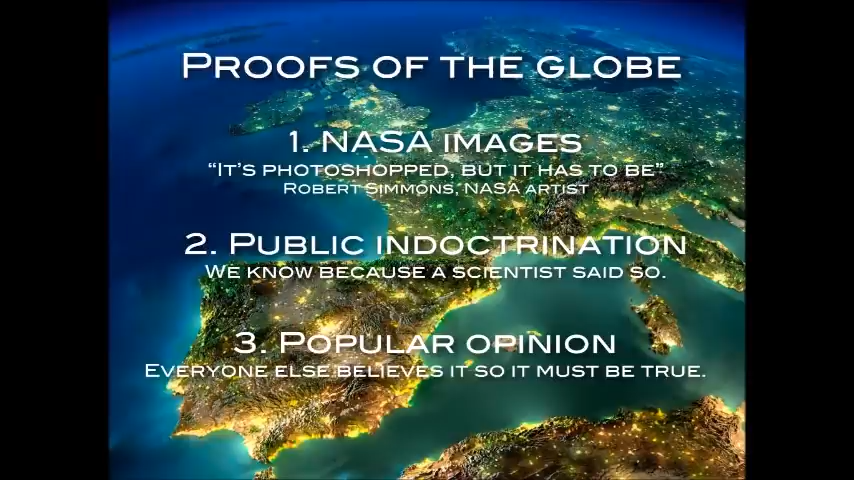 Proofs of the globe
1. NASA images
“It’s photoshopped, but it has to be”
Robert Simmons, NASA artist
2. Public indoctrination
We know because a scientist said so.
3. Popular opinion
Everyone else believes it so it must be true.